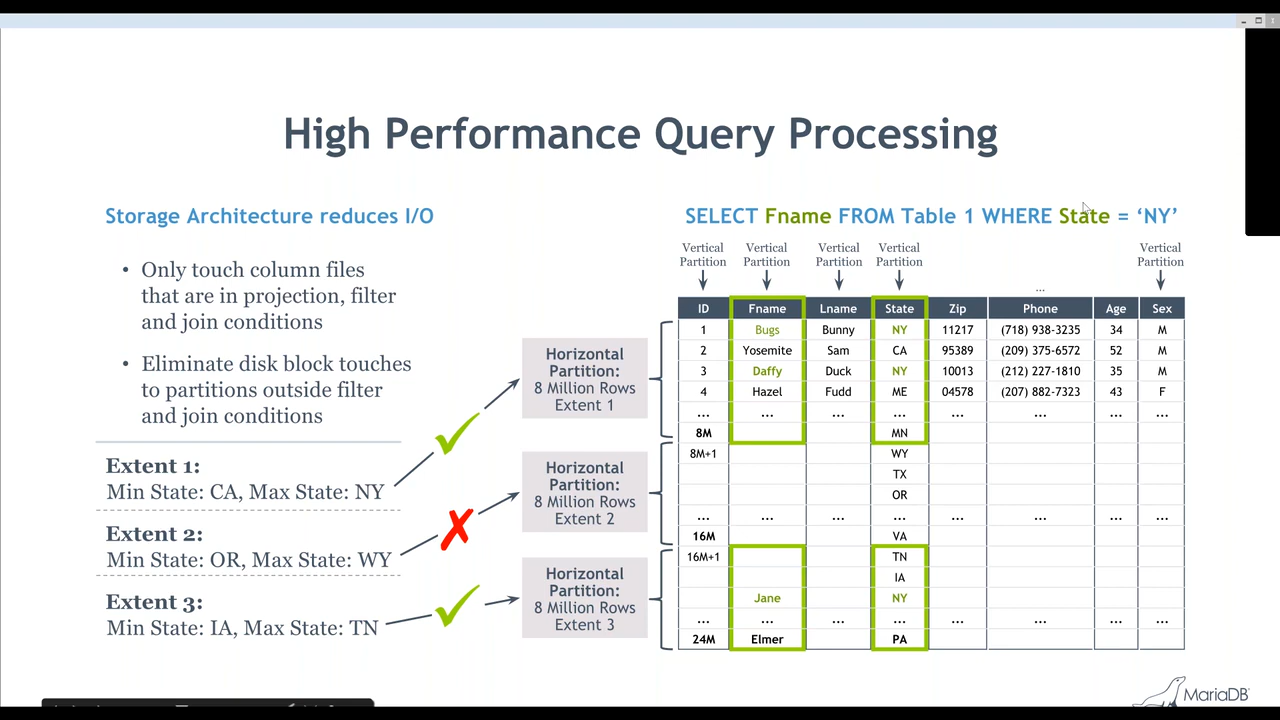 High Performance Query Processing
Storage Architecture reduces I/O
• Only touch column files
that are in projection, filter
and join conditions
• Eliminate disk block touches
to partitions outside filter
and join conditions
Extent 1:
Min State: CA, Max State: NY
Extent 2:
Min State: OR, Max State: WY
Extent 3:
Min State: IA, Max State: TN
Horizontal
Partition:
8 Million Rows
Extent 1
Horizontal
Partition:
8 Million Rows
Extent 2
Horizontal
Partition:
8 Million Rows
Extent 3
SELECT Fname FROM Table 1 WHERE State = ‘NY’
Vertical Vertical Vertical Vertical Vertical
Partition Partition Partition Partition Partition
...
ID Fname Lname State Zip Phone Age Sex
1 Bugs Bunny NY 11217 (718) 938-3235 34 M
2 Yosemite Sam CA 95389 (209) 375-6572 52 M
3 Daffy Duck NY 10013 (212) 227-1810 35 M
4 Hazel Fudd ME 04578 (207) 882-7323 43 F
... ... ... ... ... ... ...
8M MN
8M+1 WY
TX
OR
... ... ... ... ... ... ... ...
16M VA
16M+1 TN
IA
Jane NY
... ... ... ... ... ... ...
24M Elmer PA
MariaDB